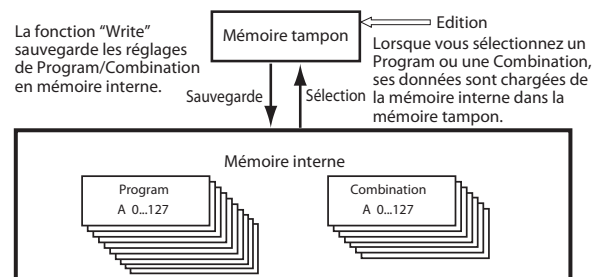 La fonction “Write”
sauvegarde les réglages
de Program/Combination
en mémoire interne.
Mémoire tampon
Edition
Lorsque vous sélectionnez un
Program ou une Combination,
ses données sont chargées de
la mémoire interne dans la
mémoire tampon.
Sauvegarde
Sélection
Mémoire interne
Program
A 0...127
Combination
A 0...127